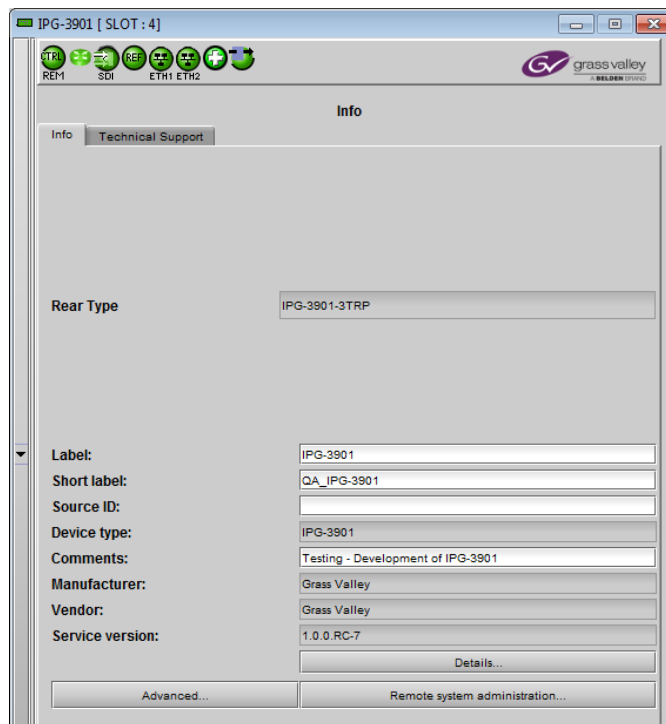 IPG-3901 [ SLOT : 4]
CTRL REF
REM SDI ETH1 ETH2
GV grass valley
A BELDEN BRAND
Info
Info Technical Support
Rear Type IPG-3901-3TRP
Label: IPG-3901
Short label: QA_IPG-3901
Source ID:
Device type: IPG-3901
Comments: Testing - Development of IPG-3901
Manufacturer: Grass Valley
Vendor: Grass Valley
Service version: 1.0.0.RC-7
Details...
Advanced... Remote system administration...